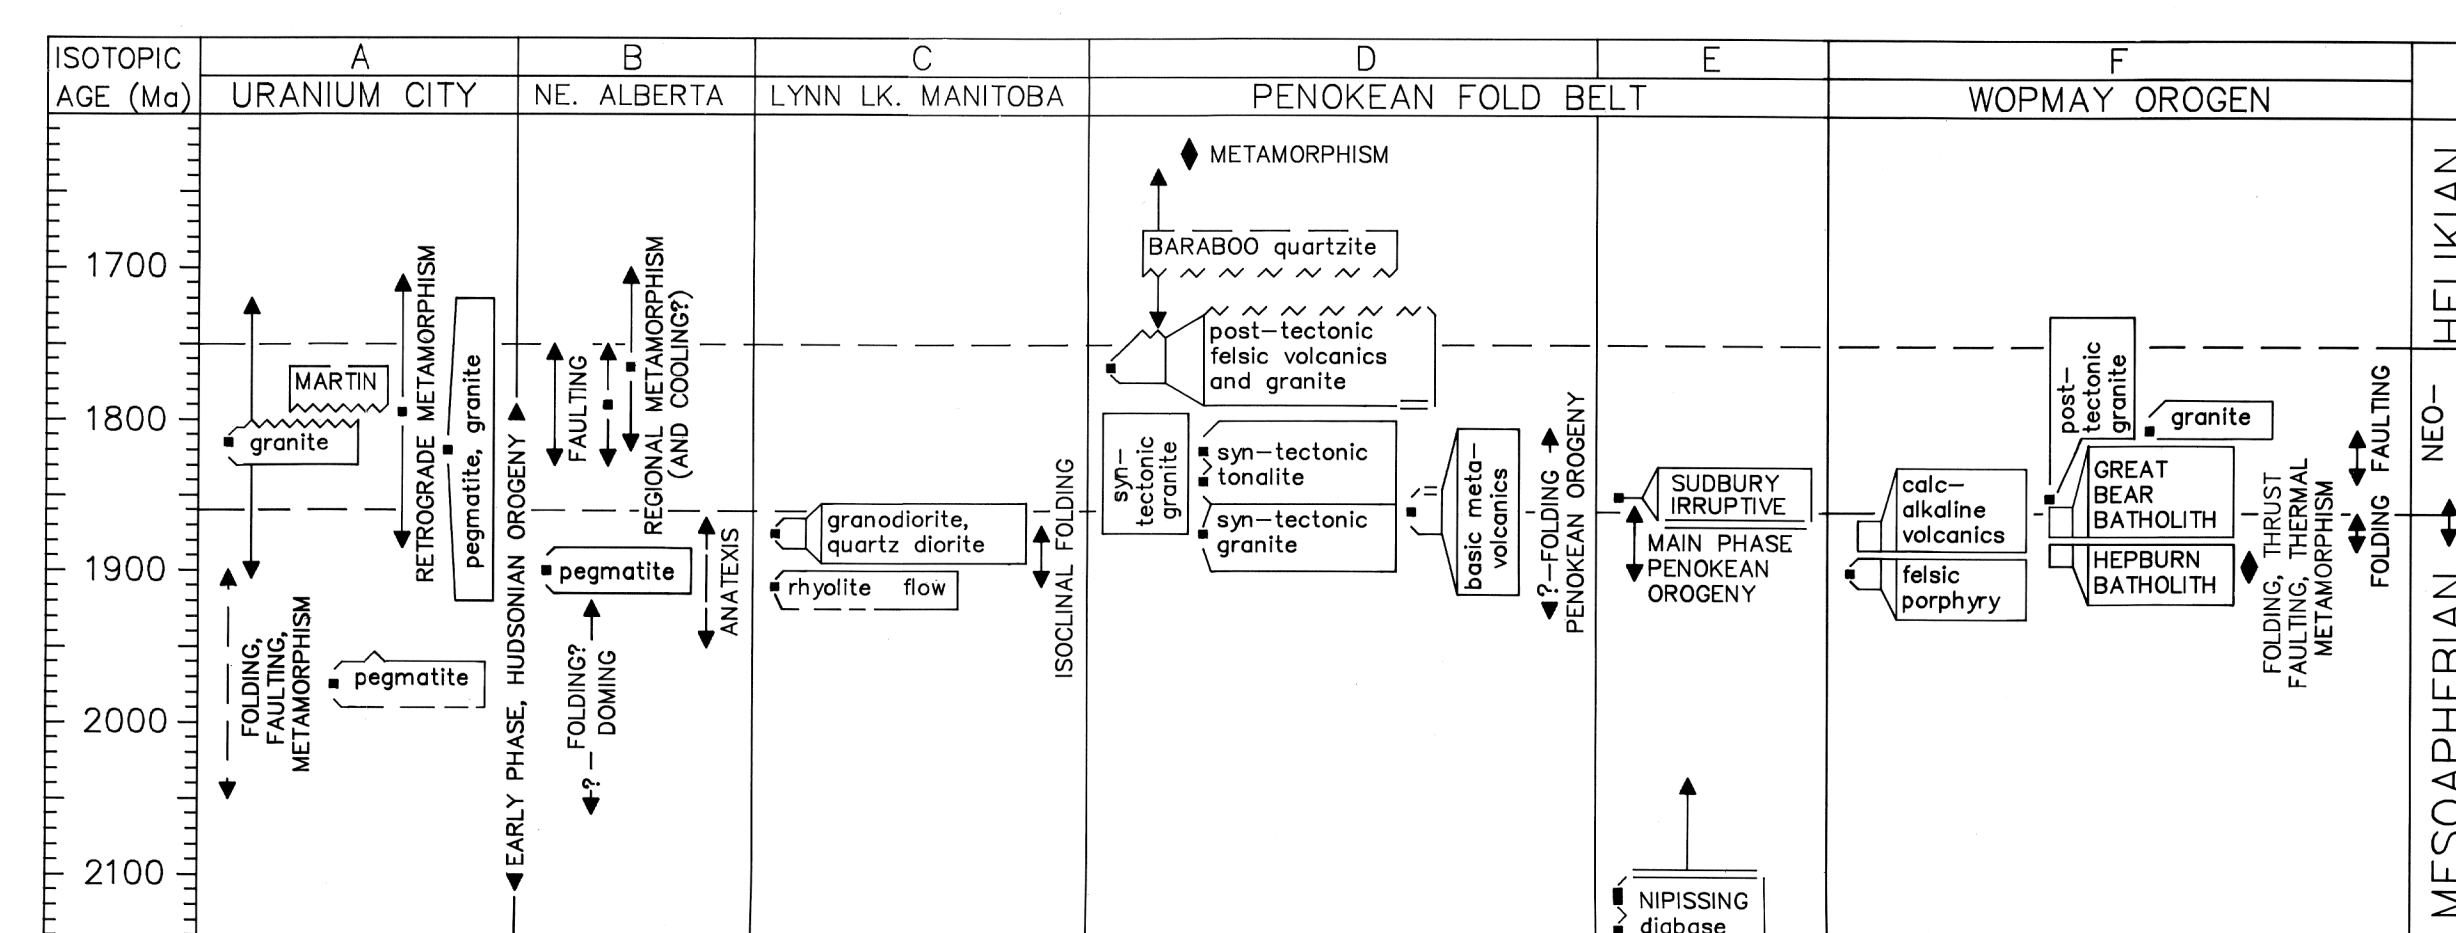 ISOTOPIC
AGE (Ma)
A
URANIUM CITY
B
NE. ALBERTA
C
LYNN LK. MANITOBA
D
E
PENOKEAN FOLD BELT
F
WOPMAY OROGEN
1700
1800
1900
2000
2100
MARTIN
granite
RETROGRADE METAMORPHISM
pegmatite, granite
FOLDING,
FAULTING,
METAMORPHISM
pegmatite
EARLY PHASE, HUDSONIAN OROGENY
FAULTING
REGIONAL METAMORPHISM
(AND COOLING?)
pegmatite
ANATEXIS
?—FOLDING?
DOMING
granodiorite,
quartz diorite
rhyolite flow
ISOCLINAL FOLDING
METAMORPHISM
BARABOO quartzite
post—tectonic
felsic volcanics
and granite
syn—
tectonic
granite
syn—tectonic
tonalite
syn—tectonic
granite
basic meta—
volcanics
?—FOLDING
PENOKEAN OROGENY
SUDBURY
IRRUPTIVE
MAIN PHASE
PENOKEAN
OROGENY
NIPISSING
diabase
calc—
alkaline
volcanics
felsic
porphyry
post—
tectonic
granite
granite
GREAT
BEAR
BATHOLITH
HEPBURN
BATHOLITH
FOLDING, THRUST
FAULTING, THERMAL
METAMORPHISM
FOLDING
FAULTING
HELIKIAN
NEO—
MESOAPHEBIAN